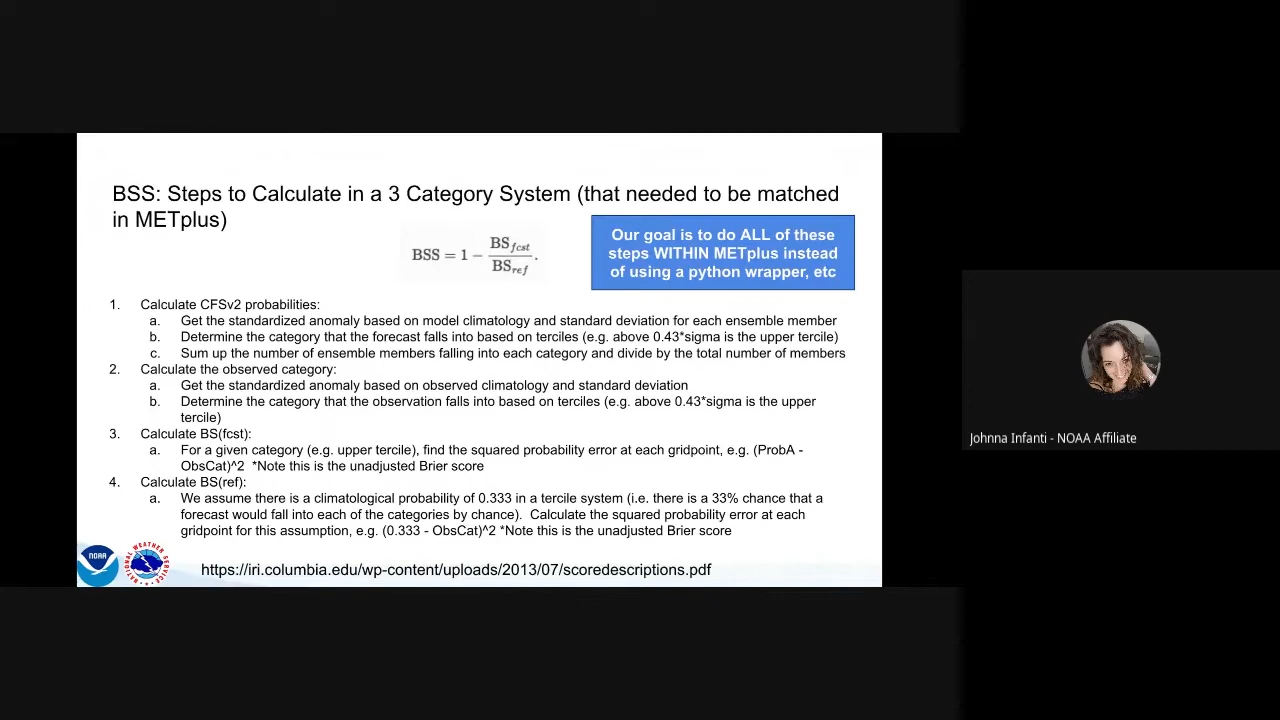 BSS: Steps to Calculate in a 3 Category System (that needed to be matched
in METplus)
BSS = 1 − BSfcst / BSref .
Our goal is to do ALL of these
steps WITHIN METplus instead
of using a python wrapper, etc
1. Calculate CFSv2 probabilities:
a. Get the standardized anomaly based on model climatology and standard deviation for each ensemble member
b. Determine the category that the forecast falls into based on terciles (e.g. above 0.43*sigma is the upper tercile)
c. Sum up the number of ensemble members falling into each category and divide by the total number of members
2. Calculate the observed category:
a. Get the standardized anomaly based on observed climatology and standard deviation
b. Determine the category that the observation falls into based on terciles (e.g. above 0.43*sigma is the upper
tercile)
3. Calculate BS(fcst):
a. For a given category (e.g. upper tercile), find the squared probability error at each gridpoint, e.g. (ProbA -
ObsCat)^2 *Note this is the unadjusted Brier score
4. Calculate BS(ref):
a. We assume there is a climatological probability of 0.333 in a tercile system (i.e. there is a 33% chance that a
forecast would fall into each of the categories by chance). Calculate the squared probability error at each
gridpoint for this assumption, e.g. (0.333 - ObsCat)^2 *Note this is the unadjusted Brier score
NOAA
NATIONAL WEATHER SERVICE
https://iri.columbia.edu/wp-content/uploads/2013/07/scoredescriptions.pdf
Johnna Infanti - NOAA Affiliate